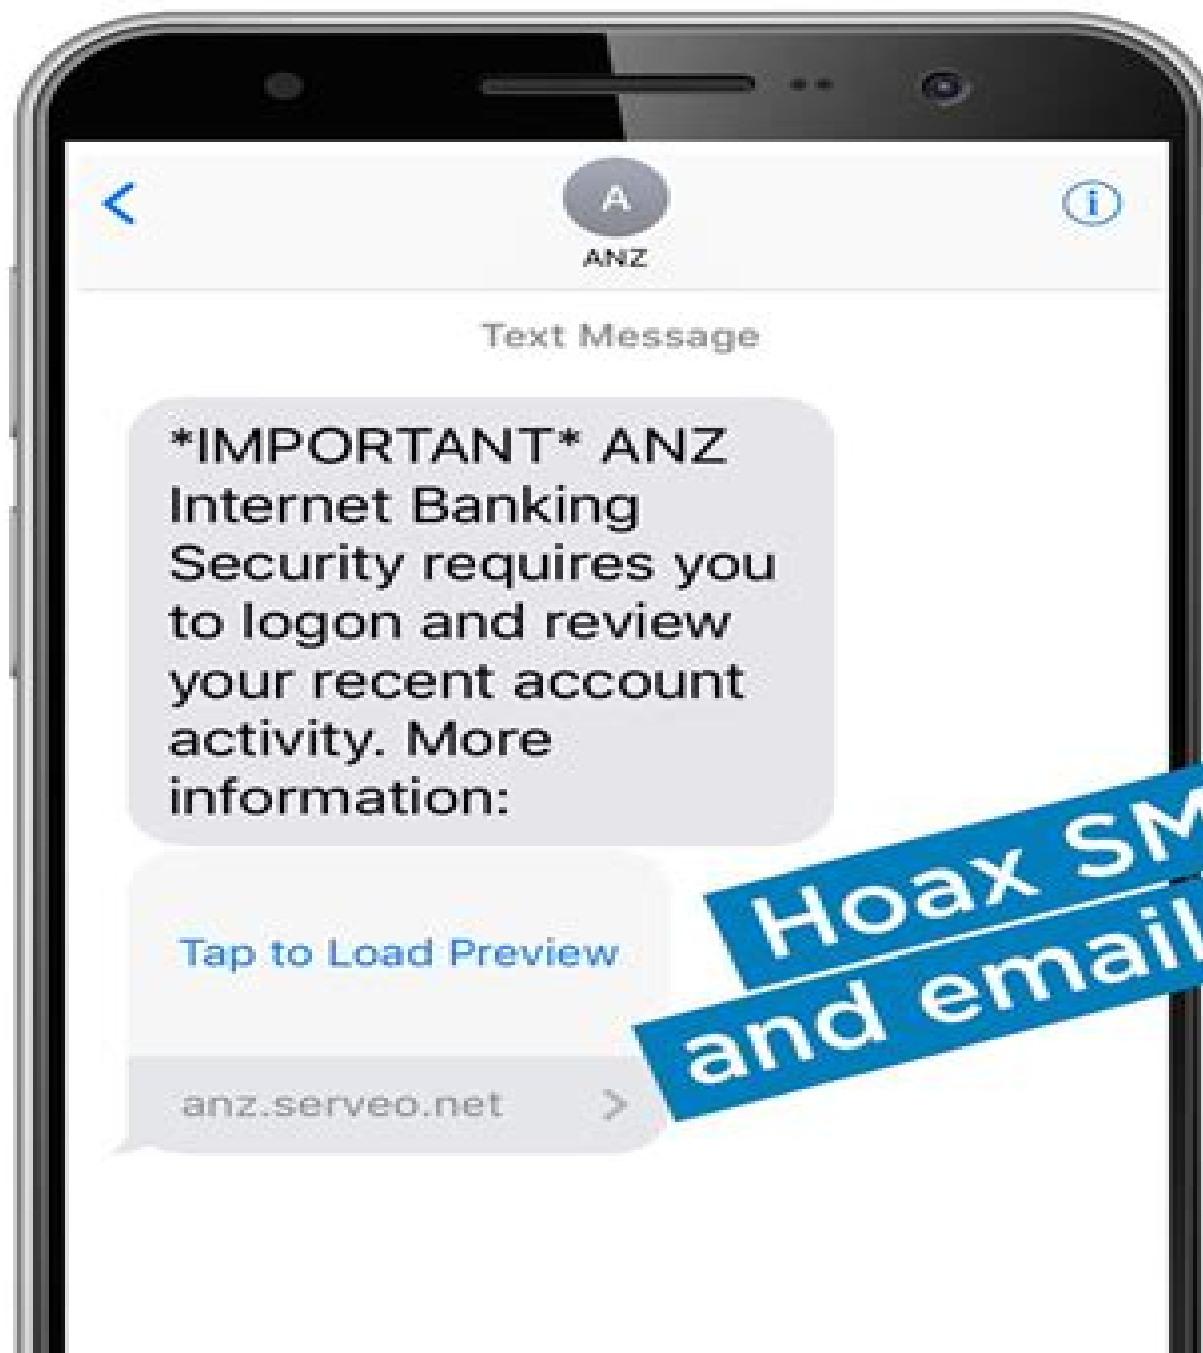 A
ANZ
Text Message
*IMPORTANT* ANZ
Internet Banking
Security requires you
to logon and review
your recent account
activity. More
information:
Tap to Load Preview
anz.serveo.net
Hoax SM
and email